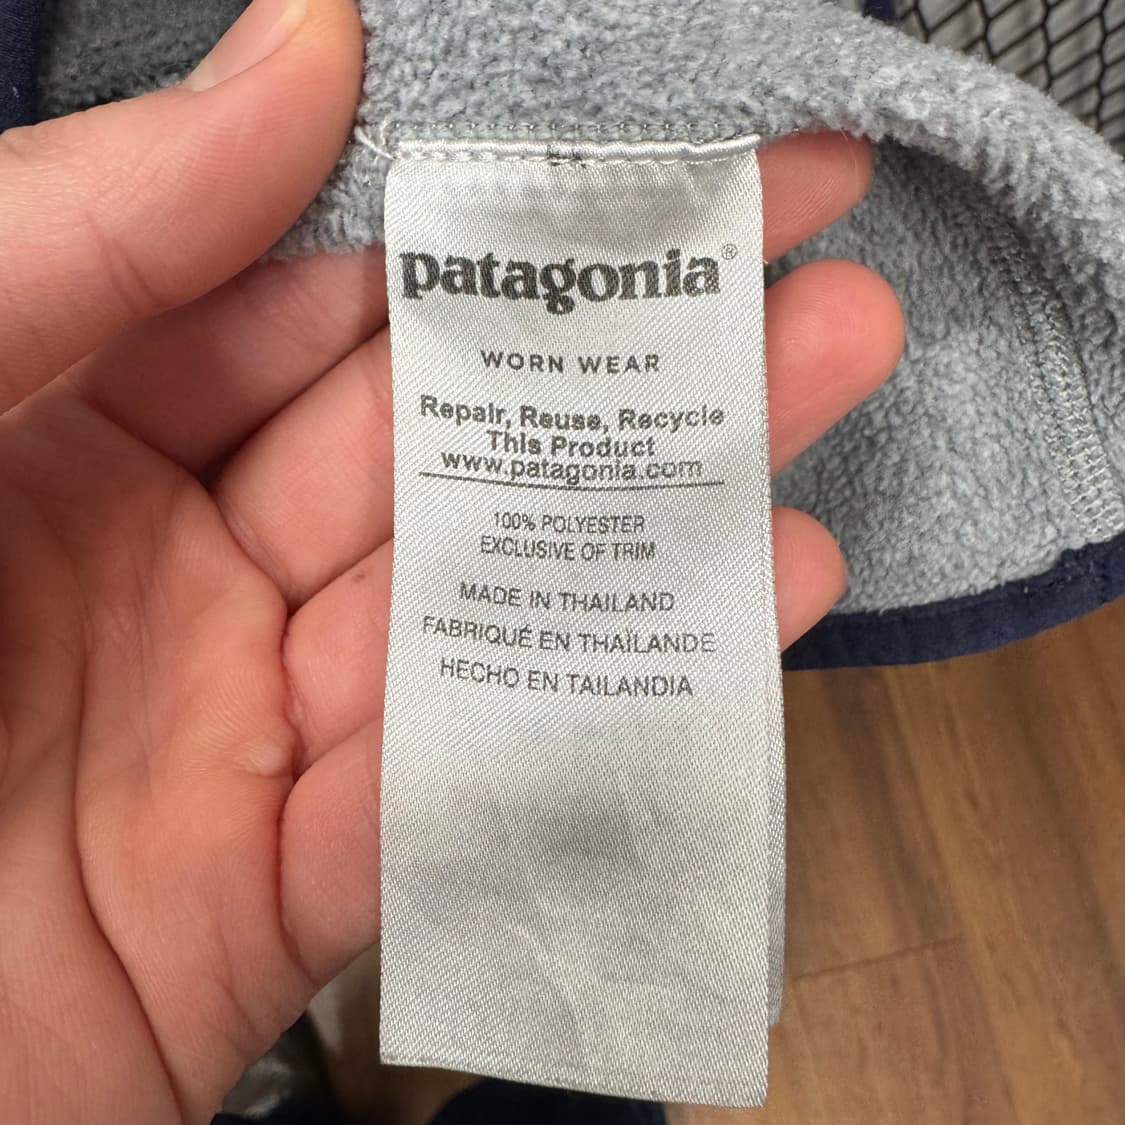 patagonia®
WORN WEAR
Repair, Reuse, Recycle
This Product
www.patagonia.com
100% POLYESTER
EXCLUSIVE OF TRIM
MADE IN THAILAND
FABRIQUÉ EN THAÏLANDE
HECHO EN TAILANDIA